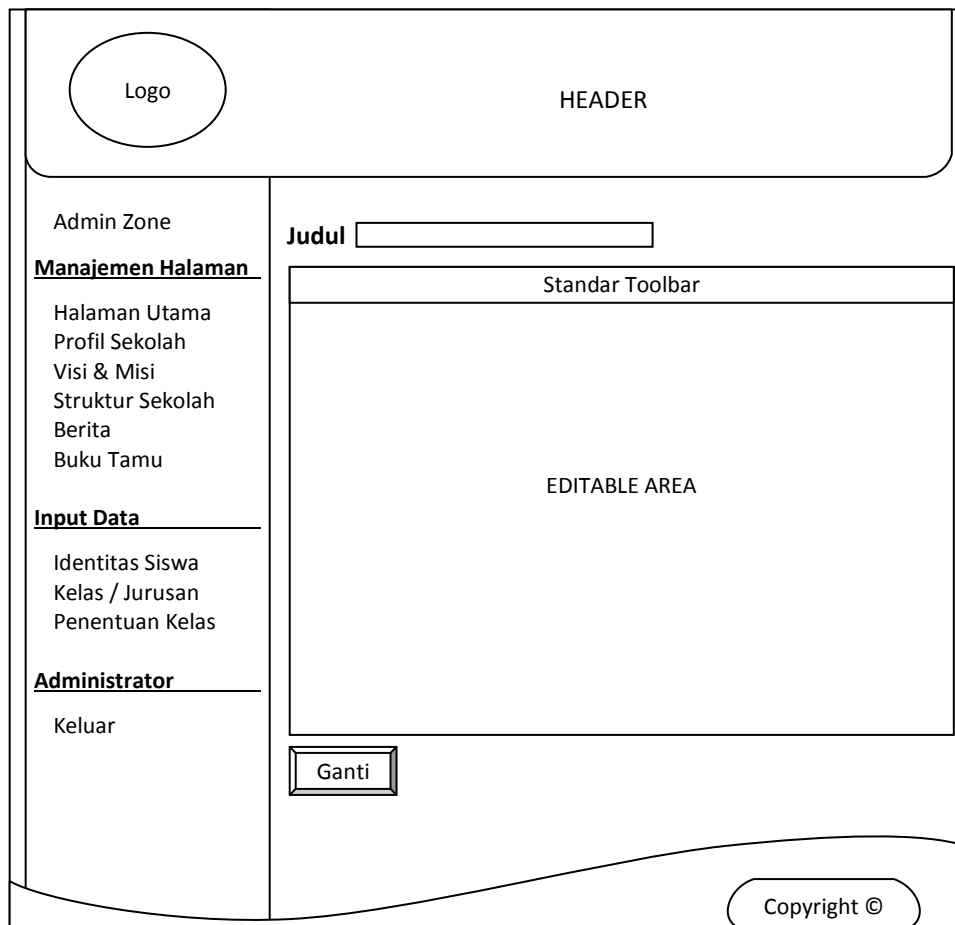 Logo
HEADER
Admin Zone
Manajemen Halaman
Halaman Utama
Profil Sekolah
Visi & Misi
Struktur Sekolah
Berita
Buku Tamu
Input Data
Identitas Siswa
Kelas / Jurusan
Penentuan Kelas
Administrator
Keluar
Judul
Standar Toolbar
EDITABLE AREA
Ganti
Copyright ©